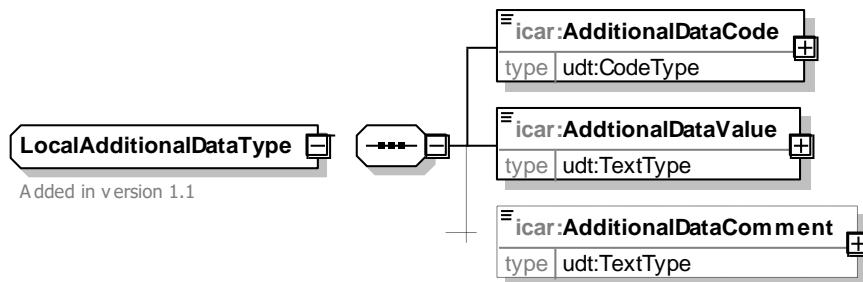 icar:AdditionalDataCode
type udt:CodeType
LocalAdditionalDataType
Added in version 1.1
icar:AddtionalDataValue
type udt:TextType
icar:AdditionalDataComment
type udt:TextType